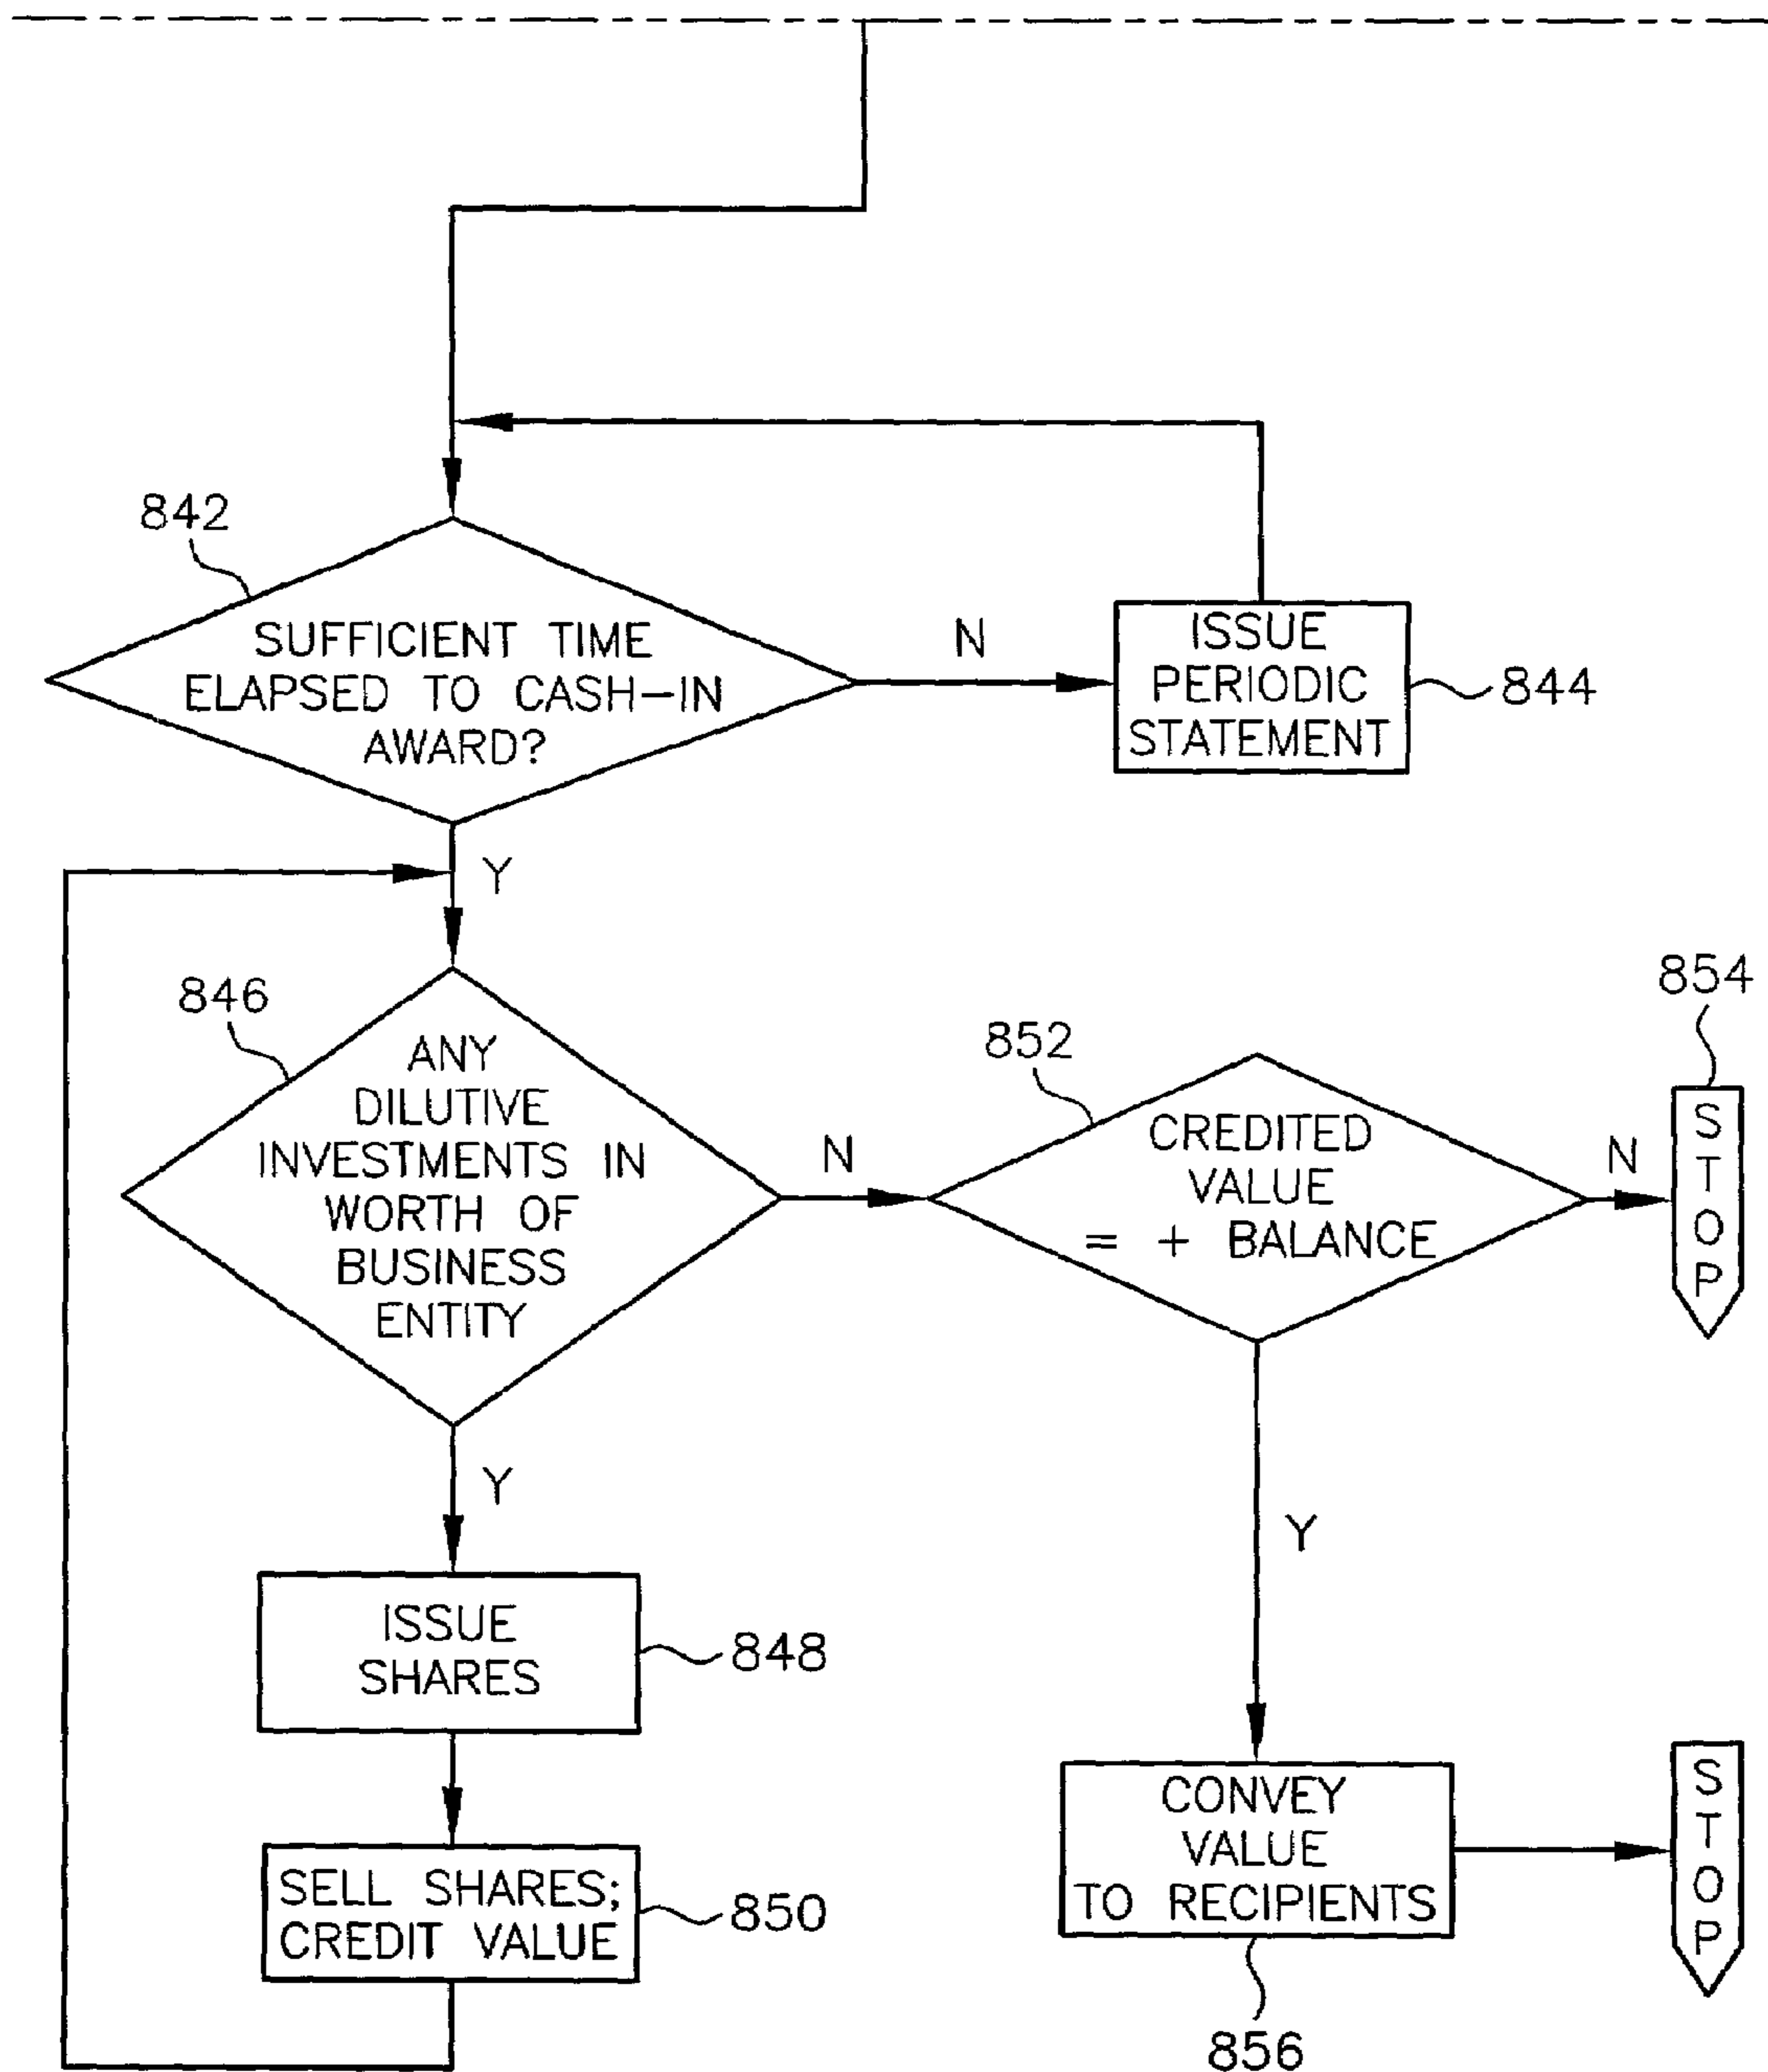 842
SUFFICIENT TIME
ELAPSED TO CASH-IN
AWARD?
N
ISSUE
PERIODIC
STATEMENT
844
Y
846
ANY
DILUTIVE
INVESTMENTS IN
WORTH OF
BUSINESS
ENTITY
N
852
CREDITED
VALUE
= + BALANCE
N
854
STOP
Y
ISSUE
SHARES
848
SELL SHARES;
CREDIT VALUE
850
Y
CONVEY
VALUE
TO RECIPIENTS
856
STOP